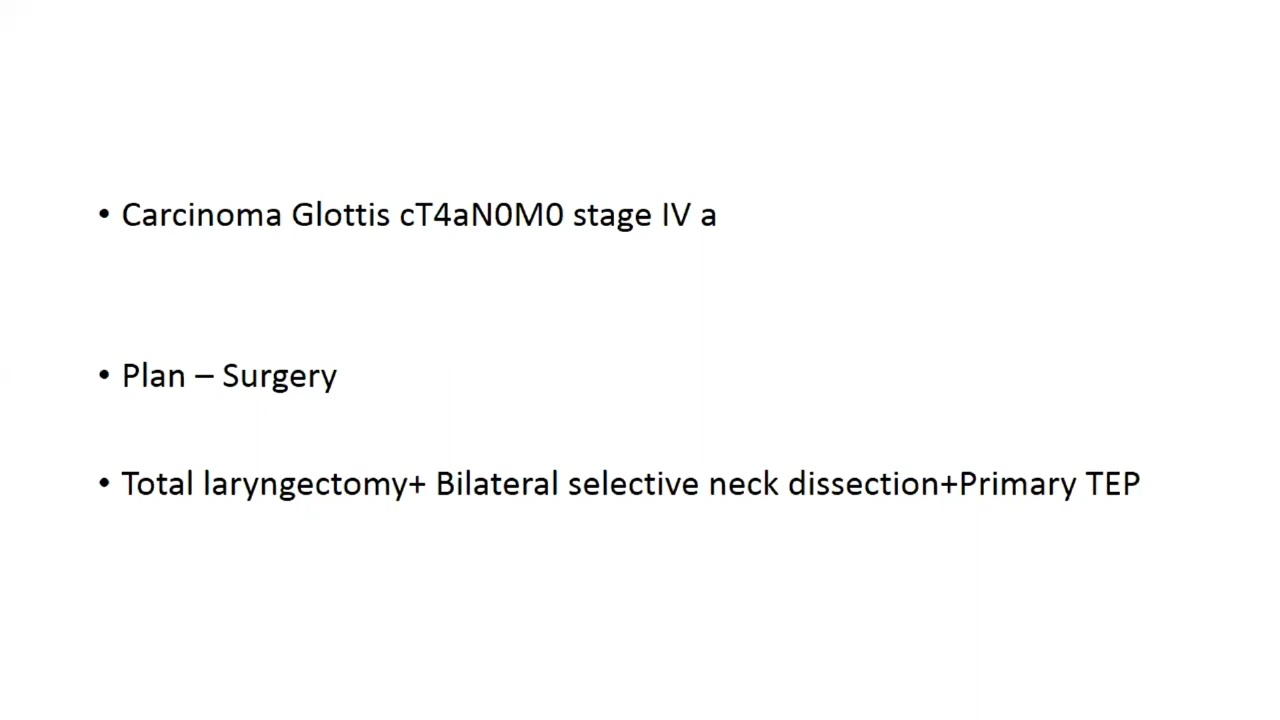 • Carcinoma Glottis cT4aN0M0 stage IV a
• Plan – Surgery
• Total laryngectomy+ Bilateral selective neck dissection+Primary TEP